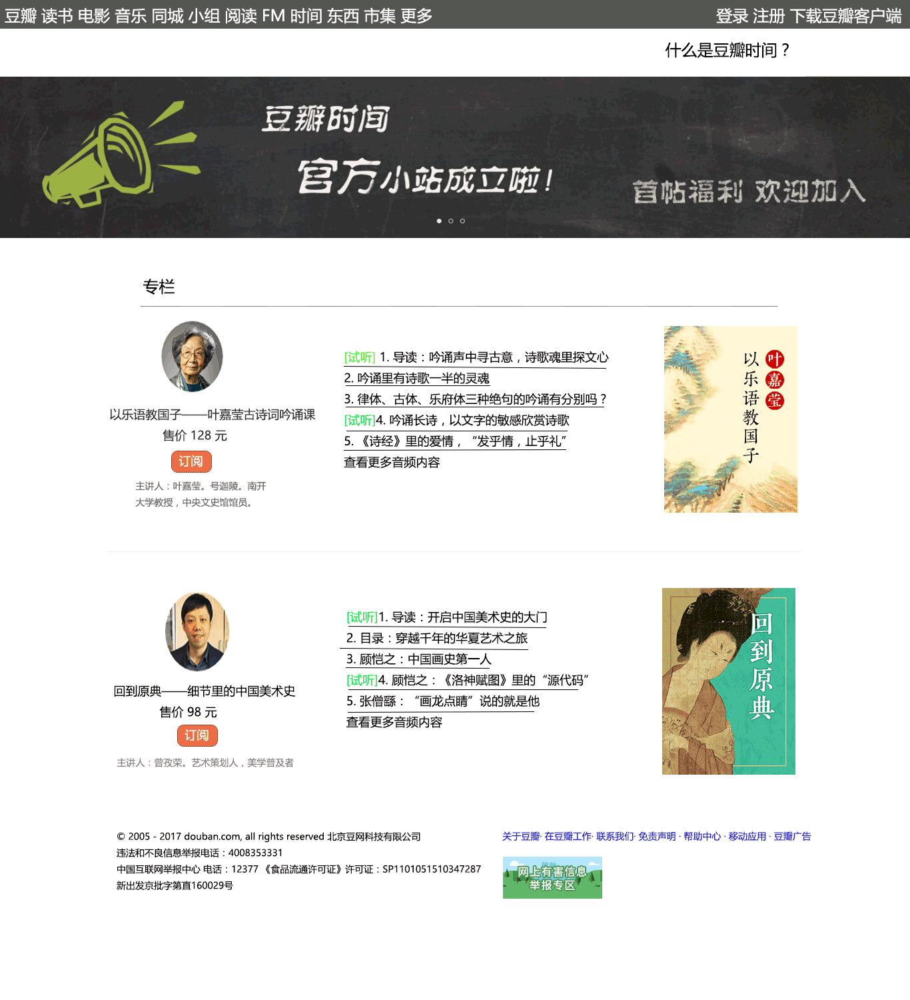 豆瓣 读书 电影 音乐 同城 小组 阅读 FM 时间 东西 市集 更多
登录 注册 下载豆瓣客户端
什么是豆瓣时间？
豆瓣时间
官方小站成立啦！
首帖福利 欢迎加入
专栏
以乐语教国子——叶嘉莹古诗词吟诵课
售价 128 元
订阅
主讲人：叶嘉莹。号迦陵。南开
大学教授，中央文史馆馆员。
[试听] 1. 导读：吟诵声中寻古意，诗歌魂里探文心
2. 吟诵里有诗歌一半的灵魂
3. 律体、古体、乐府体三种绝句的吟诵有分别吗？
[试听]4. 吟诵长诗，以文字的敏感欣赏诗歌
5. 《诗经》里的爱情，“发乎情，止乎礼”
查看更多音频内容
叶嘉莹
以乐语教国子
回到原典——细节里的中国美术史
售价 98 元
订阅
主讲人：曾孜荣。艺术策划人，美学普及者
[试听]1. 导读：开启中国美术史的大门
2. 目录：穿越千年的华夏艺术之旅
3. 顾恺之：中国画史第一人
[试听]4. 顾恺之：《洛神赋图》里的“源代码”
5. 张僧繇：“画龙点睛”说的就是他
查看更多音频内容
回到原典
© 2005 - 2017 douban.com, all rights reserved 北京豆网科技有限公司
违法和不良信息举报电话：4008353331
中国互联网举报中心 电话：12377 《食品流通许可证》许可证：SP1101051510347287
新出发京批字第直160029号
关于豆瓣· 在豆瓣工作· 联系我们· 免责声明 · 帮助中心 · 移动应用 · 豆瓣广告
网上有害信息
举报专区